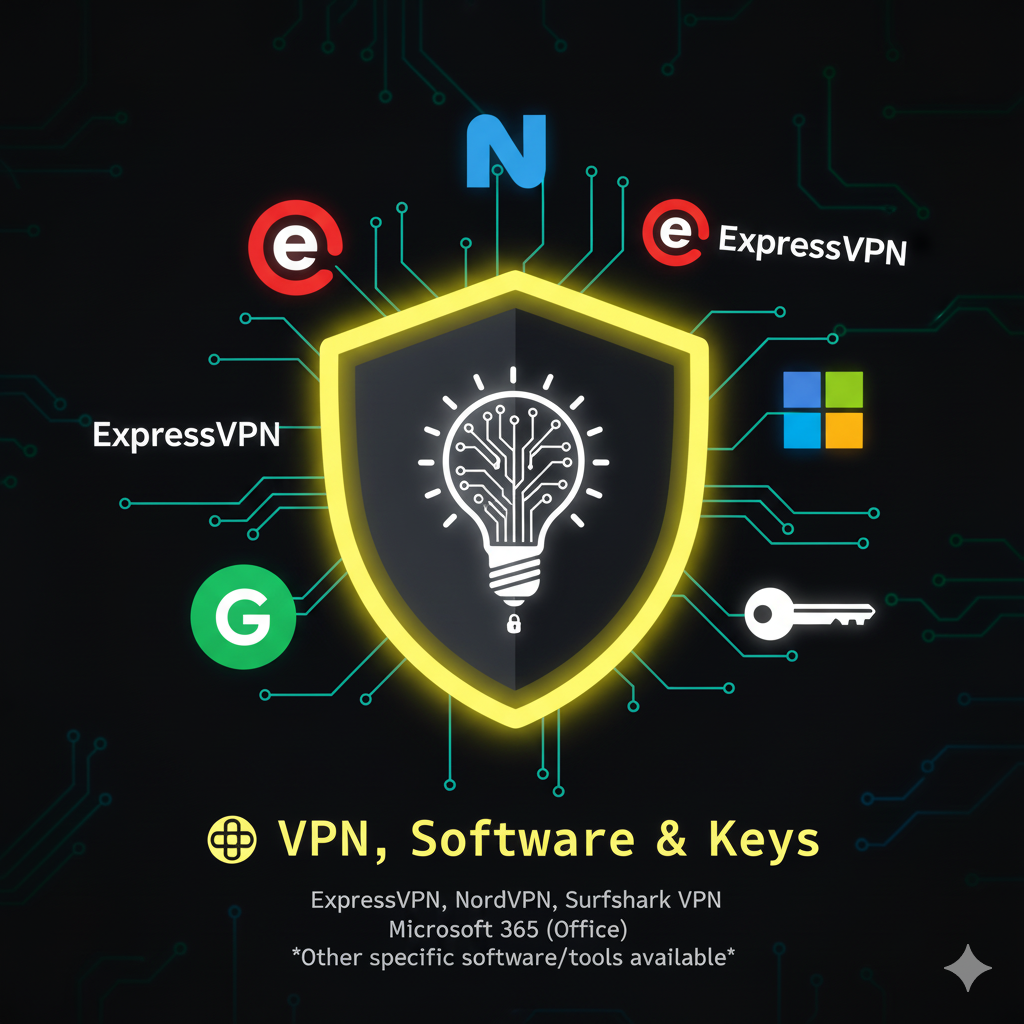 N
e
e ExpressVPN
ExpressVPN
G
VPN, Software & Keys
ExpressVPN, NordVPN, Surfshark VPN
Microsoft 365 (Office)
*Other specific software/tools available*